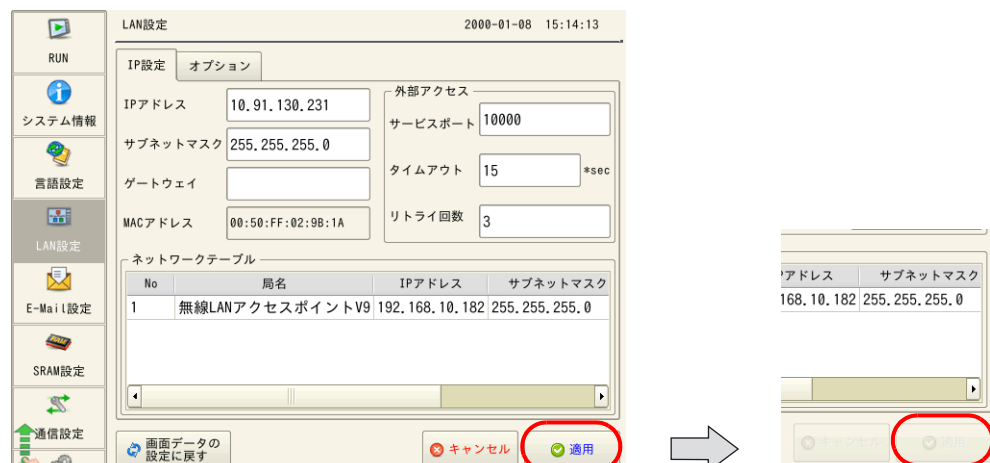 RUN
システム情報
言語設定
LAN設定
E-Mail設定
SRAM設定
通信設定
LAN設定
2000-01-08 15:14:13
IP設定
オプション
IPアドレス
10.91.130.231
サブネットマスク
255.255.255.0
ゲートウェイ
MACアドレス
00:50:FF:02:9B:1A
外部アクセス
サービスポート
10000
タイムアウト
15
*sec
リトライ回数
3
ネットワークテーブル
No 局名 IPアドレス サブネットマスク
1 無線LANアクセスポイントV9 192.168.10.182 255.255.255.0
画面データの
設定に戻す
キャンセル
適用
アドレス サブネットマスク
168.10.182 255.255.255.0
キャンセル
適用